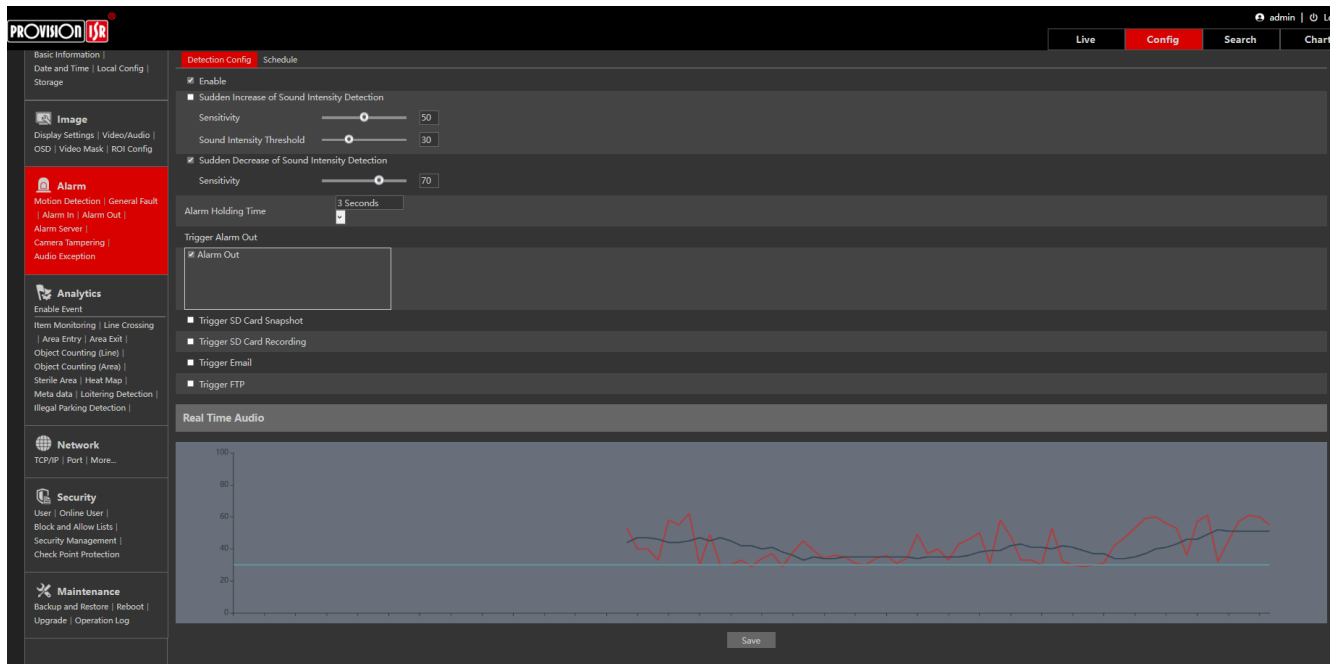 PROVISION ISR
admin | Lo
Live Config Search Chart
Basic Information |
Date and Time | Local Config |
Storage
Image
Display Settings | Video/Audio |
OSD | Video Mask | ROI Config
Alarm
Motion Detection | General Fault
| Alarm In | Alarm Out |
Alarm Server |
Camera Tampering |
Audio Exception
Analytics
Enable Event
Item Monitoring | Line Crossing
| Area Entry | Area Exit |
Object Counting (Line) |
Object Counting (Area) |
Sterile Area | Heat Map |
Meta data | Loitering Detection |
Illegal Parking Detection |
Network
TCP/IP | Port | More...
Security
User | Online User |
Block and Allow Lists |
Security Management |
Check Point Protection
Maintenance
Backup and Restore | Reboot |
Upgrade | Operation Log
Detection Config Schedule
Enable
Sudden Increase of Sound Intensity Detection
Sensitivity 50
Sound Intensity Threshold 30
Sudden Decrease of Sound Intensity Detection
Sensitivity 70
Alarm Holding Time 3 Seconds
Trigger Alarm Out
Alarm Out
Trigger SD Card Snapshot
Trigger SD Card Recording
Trigger Email
Trigger FTP
Real Time Audio
100
80
60
40
20
0
Save